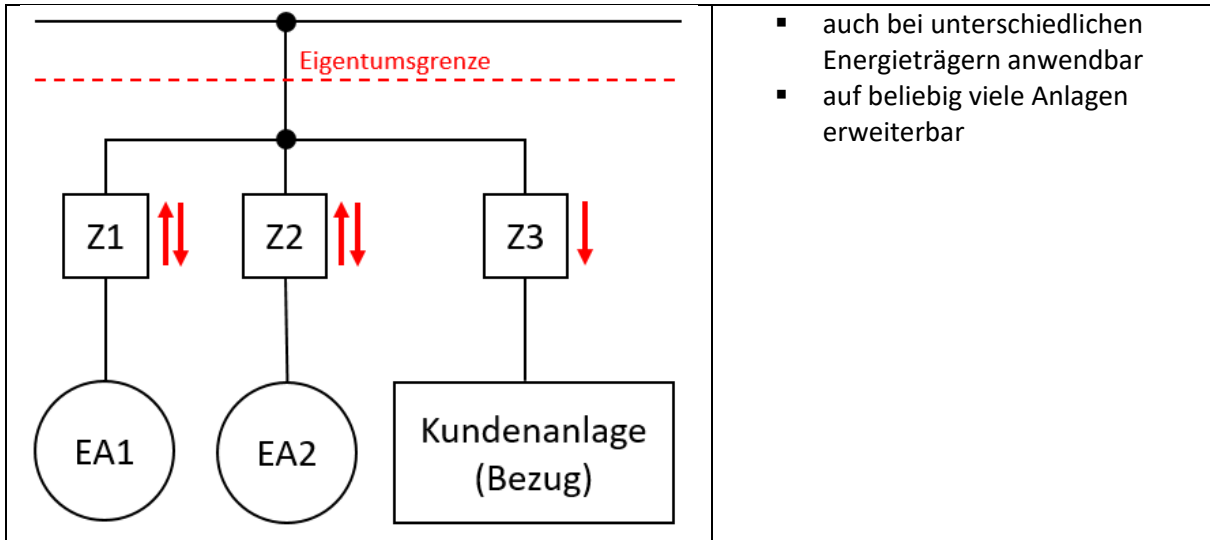 Eigentumsgrenze
Z1
Z2
Z3
EA1
EA2
Kundenanlage
(Bezug)
▪ auch bei unterschiedlichen
Energieträgern anwendbar
▪ auf beliebig viele Anlagen
erweiterbar